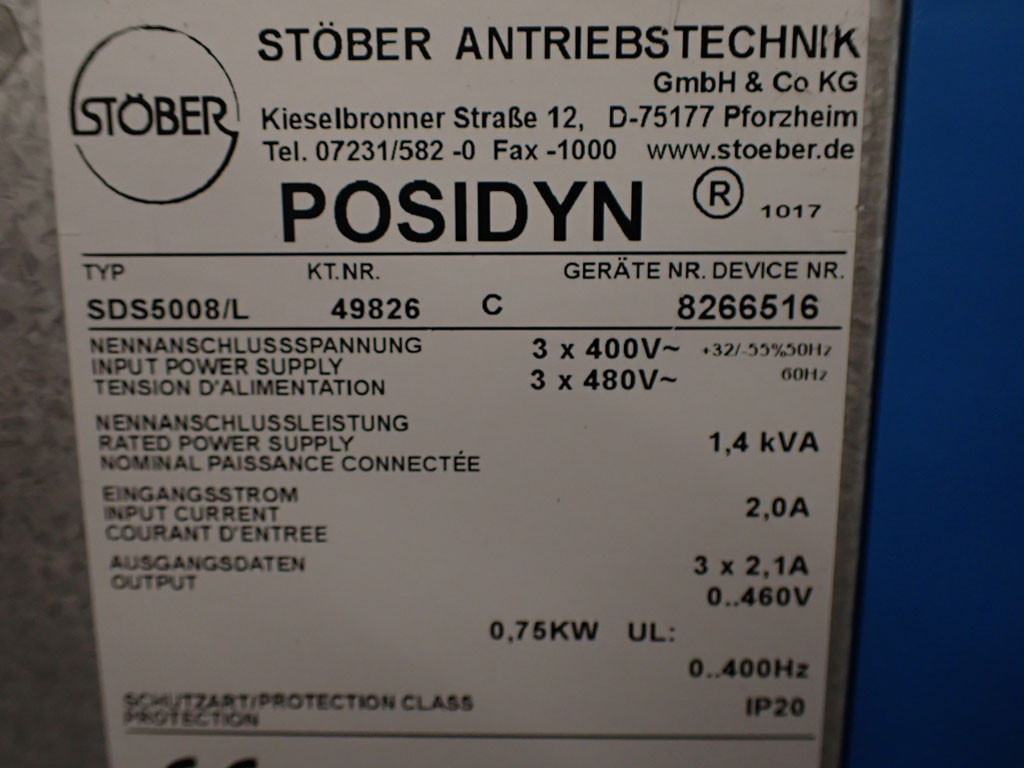 STÖBER
STÖBER ANTRIEBSTECHNIK
GmbH & Co KG
Kieselbronner Straße 12, D-75177 Pforzheim
Tel. 07231/582 -0 Fax -1000 www.stoeber.de
POSIDYN ® 1017
TYP KT.NR. GERÄTE NR. DEVICE NR.
SDS5008/L 49826 C 8266516
NENNANSCHLUSSSPANNUNG 3 x 400V~ +32/-55%50Hz
INPUT POWER SUPPLY 3 x 480V~ 60Hz
TENSION D'ALIMENTATION
NENNANSCHLUSSLEISTUNG
RATED POWER SUPPLY 1,4 kVA
NOMINAL PAISSANCE CONNECTÉE
EINGANGSSTROM
INPUT CURRENT 2,0A
COURANT D'ENTREE
AUSGANGSDATEN 3 x 2,1A
OUTPUT 0..460V
0,75KW UL:
0..400Hz
SCHUTZART/PROTECTION CLASS IP20
PROTECTION